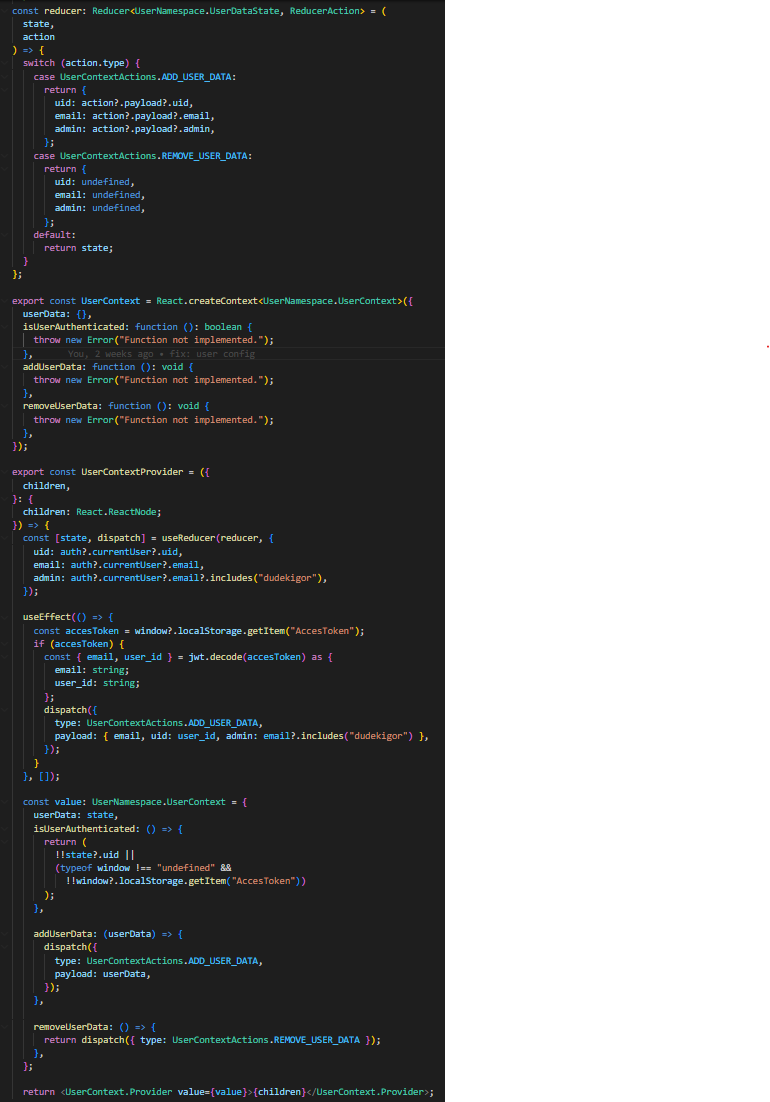 const reducer: Reducer<UserNamespace.UserDataState, ReducerAction> = (
  state,
  action
) => {
  switch (action.type) {
    case UserContextActions.ADD_USER_DATA:
      return {
        uid: action?.payload?.uid,
        email: action?.payload?.email,
        admin: action?.payload?.admin,
      };
    case UserContextActions.REMOVE_USER_DATA:
      return {
        uid: undefined,
        email: undefined,
        admin: undefined,
      };
    default:
      return state;
  }
};

export const UserContext = React.createContext<UserNamespace.UserContext>({
  userData: {},
  isUserAuthenticated: function (): boolean {
    throw new Error("Function not implemented.");
  },      You, 2 weeks ago • fix: user config
  addUserData: function (): void {
    throw new Error("Function not implemented.");
  },
  removeUserData: function (): void {
    throw new Error("Function not implemented.");
  },
});

export const UserContextProvider = ({
  children,
}: {
  children: React.ReactNode;
}) => {
  const [state, dispatch] = useReducer(reducer, {
    uid: auth?.currentUser?.uid,
    email: auth?.currentUser?.email,
    admin: auth?.currentUser?.email?.includes("dudekigor"),
  });

  useEffect(() => {
    const accesToken = window?.localStorage.getItem("AccesToken");
    if (accesToken) {
      const { email, user_id } = jwt.decode(accesToken) as {
        email: string;
        user_id: string;
      };
      dispatch({
        type: UserContextActions.ADD_USER_DATA,
        payload: { email, uid: user_id, admin: email?.includes("dudekigor") },
      });
    }
  }, []);

  const value: UserNamespace.UserContext = {
    userData: state,
    isUserAuthenticated: () => {
      return (
        !!state?.uid ||
        (typeof window !== "undefined" &&
          !!window?.localStorage.getItem("AccesToken"))
      );
    },

    addUserData: (userData) => {
      dispatch({
        type: UserContextActions.ADD_USER_DATA,
        payload: userData,
      });
    },

    removeUserData: () => {
      return dispatch({ type: UserContextActions.REMOVE_USER_DATA });
    },
  };

  return <UserContext.Provider value={value}>{children}</UserContext.Provider>;